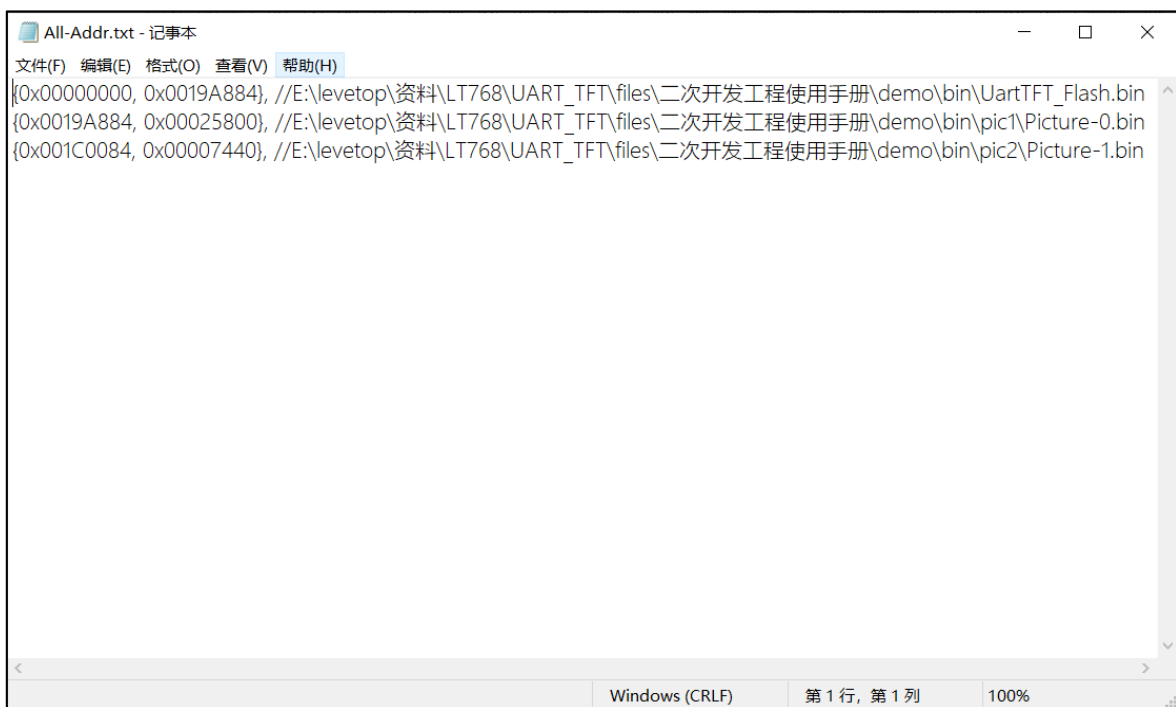 All-Addr.txt - 记事本
文件(F) 编辑(E) 格式(O) 查看(V) 帮助(H)
{0x00000000, 0x0019A884}, //E:\levetop\资料\LT768\UART_TFT\files\二次开发工程使用手册\demo\bin\UartTFT_Flash.bin
{0x0019A884, 0x00025800}, //E:\levetop\资料\LT768\UART_TFT\files\二次开发工程使用手册\demo\bin\pic1\Picture-0.bin
{0x001C0084, 0x00007440}, //E:\levetop\资料\LT768\UART_TFT\files\二次开发工程使用手册\demo\bin\pic2\Picture-1.bin
Windows (CRLF) 第 1 行, 第 1 列 100%